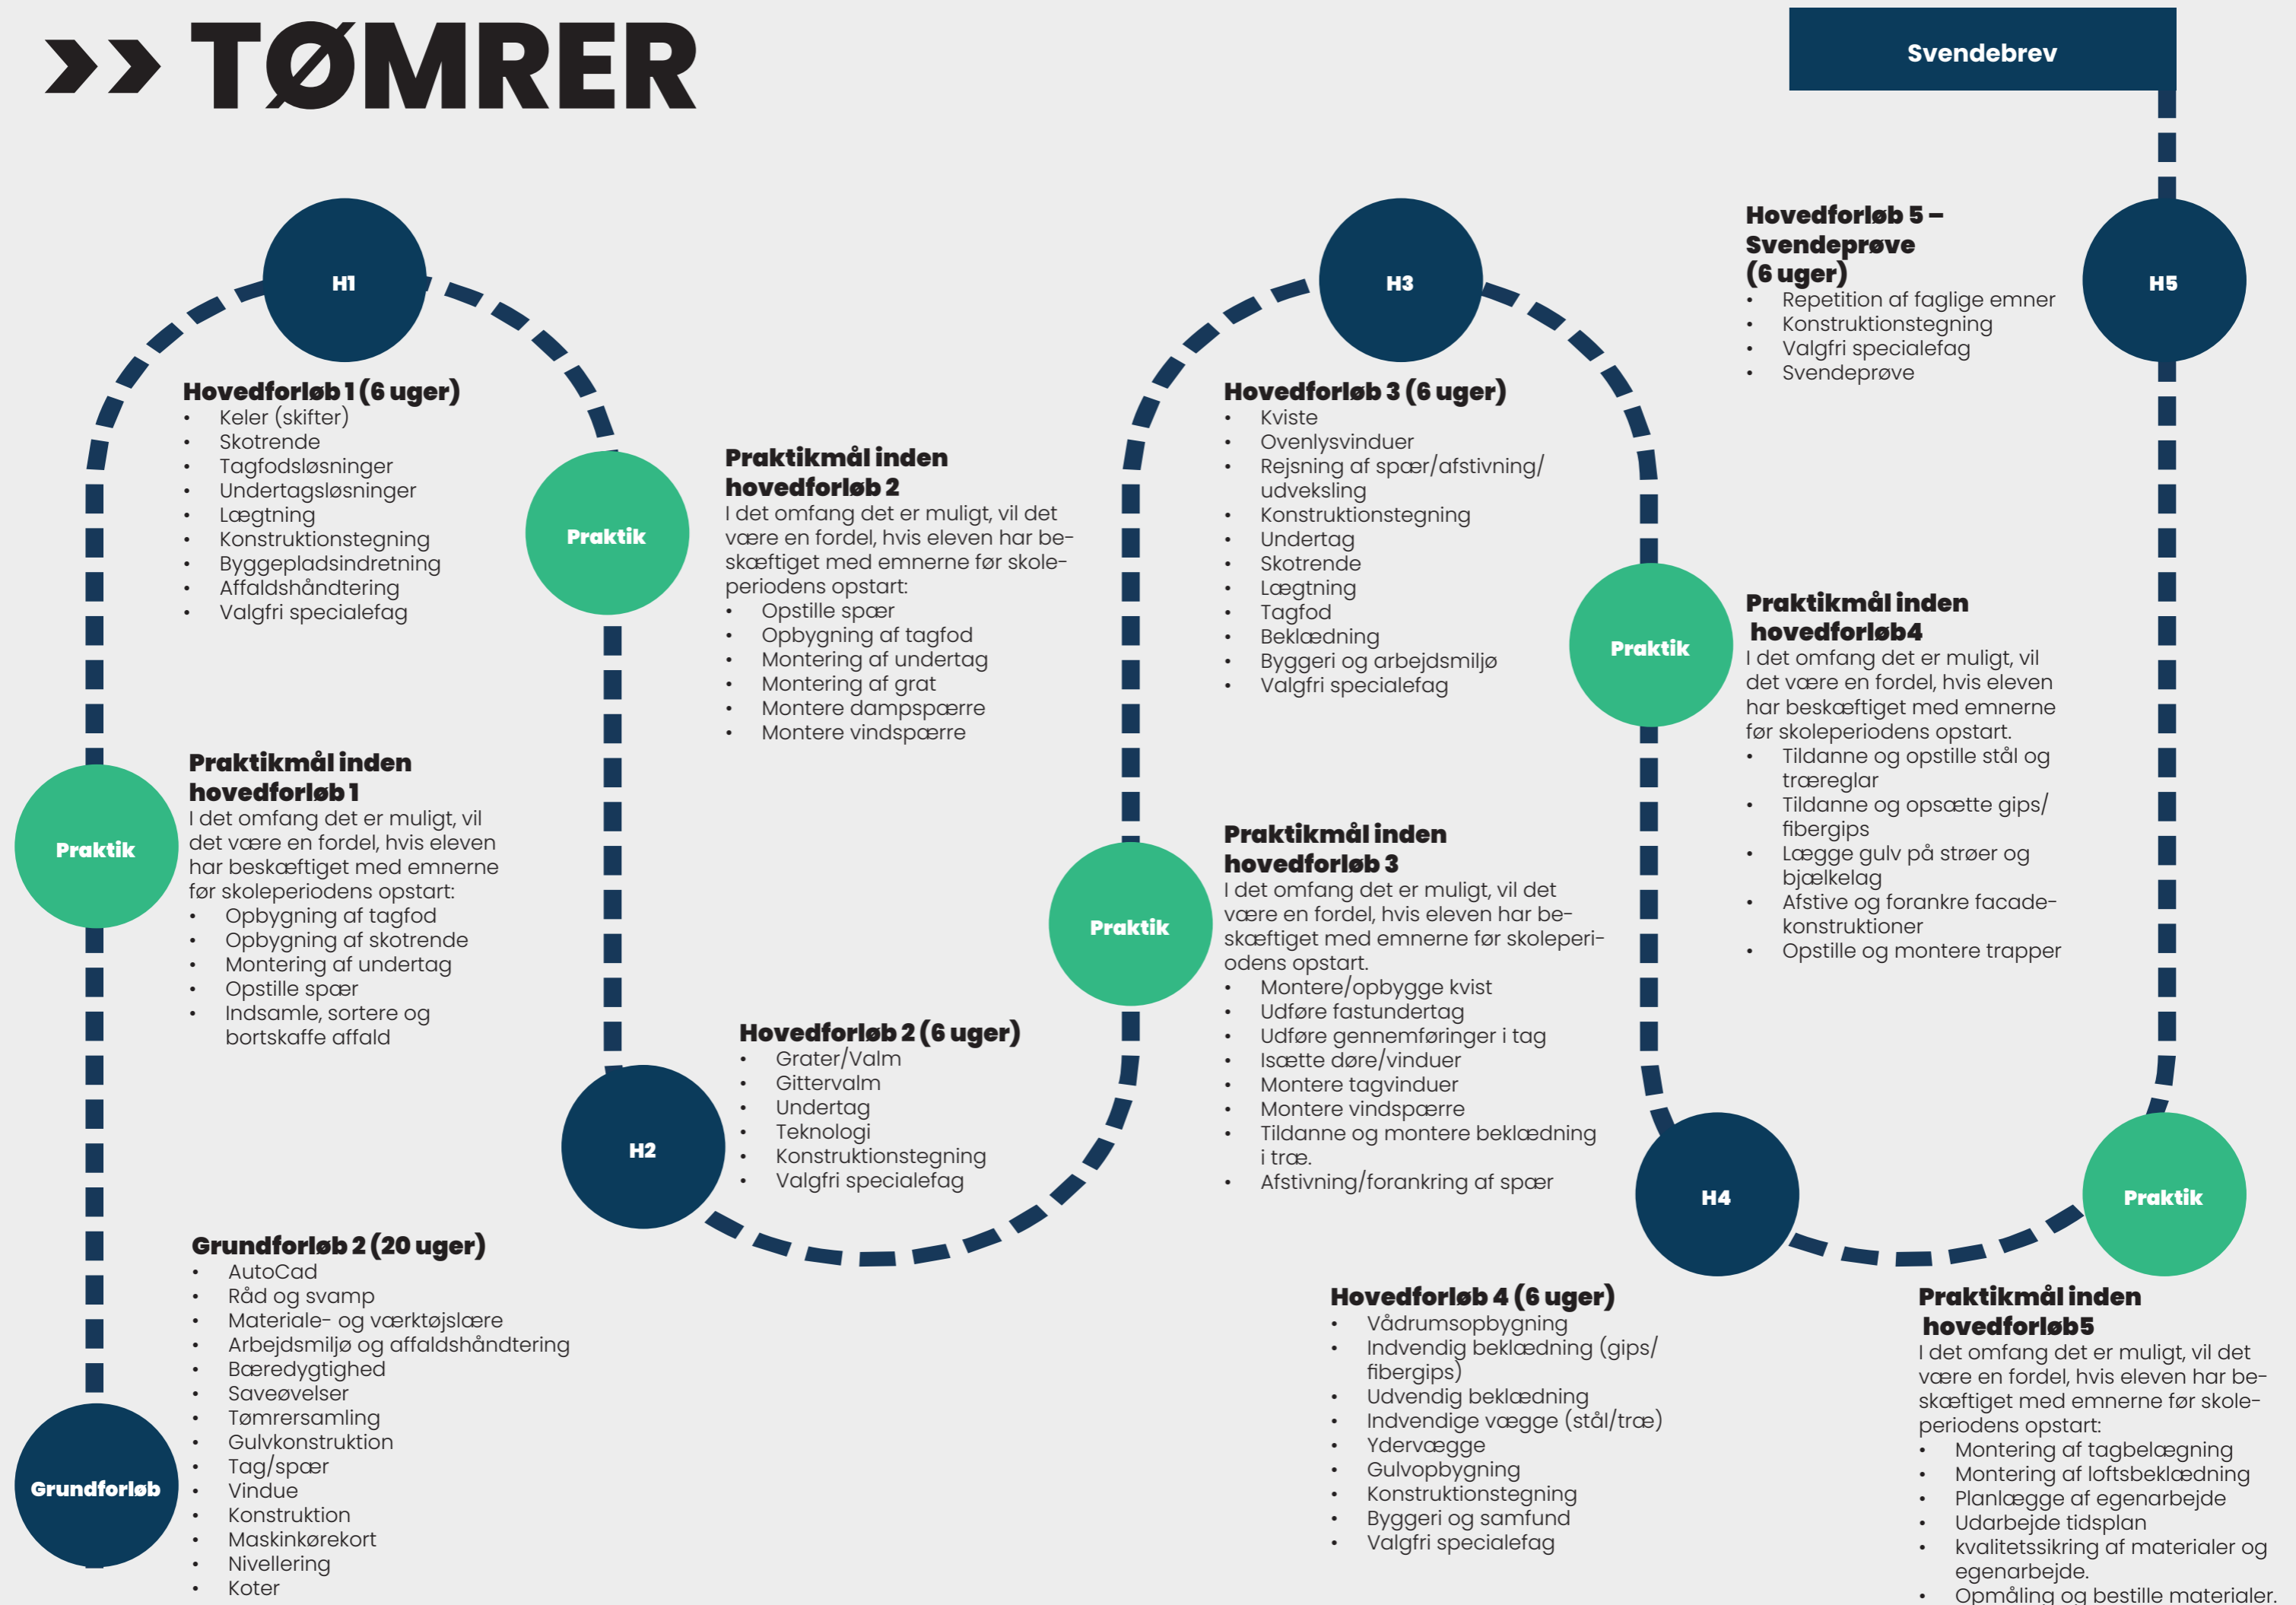 ›› TØMRER
Svendebrev
H1
Hovedforløb 1 (6 uger)
• Keler (skifter)
• Skotrende
• Tagfodsløsninger
• Undertagsløsninger
• Lægtning
• Konstruktionstegning
• Byggepladsindretning
• Affaldshåndtering
• Valgfri specialefag
Praktik
Praktikmål inden
hovedforløb 1
I det omfang det er muligt, vil
det være en fordel, hvis eleven
har beskæftiget med emnerne
før skoleperiodens opstart:
• Opbygning af tagfod
• Opbygning af skotrende
• Montering af undertag
• Opstille spær
• Indsamle, sortere og
bortskaffe affald
Grundforløb
Grundforløb 2 (20 uger)
• AutoCad
• Råd og svamp
• Materiale- og værktøjslære
• Arbejdsmiljø og affaldshåndtering
• Bæredygtighed
• Saveøvelser
• Tømrersamling
• Gulvkonstruktion
• Tag/spær
• Vindue
• Konstruktion
• Maskinkørekort
• Nivellering
• Koter
Praktik
Praktikmål inden
hovedforløb 2
I det omfang det er muligt, vil det
være en fordel, hvis eleven har be-
skæftiget med emnerne før skole-
periodens opstart:
• Opstille spær
• Opbygning af tagfod
• Montering af undertag
• Montering af grat
• Montere dampspærre
• Montere vindspærre
H2
Hovedforløb 2 (6 uger)
• Grater/Valm
• Gittervalm
• Undertag
• Teknologi
• Konstruktionstegning
• Valgfri specialefag
H3
Hovedforløb 3 (6 uger)
• Kviste
• Ovenlysvinduer
• Rejsning af spær/afstivning/
udveksling
• Konstruktionstegning
• Undertag
• Skotrende
• Lægtning
• Tagfod
• Beklædning
• Byggeri og arbejdsmiljø
• Valgfri specialefag
Praktik
Praktikmål inden
hovedforløb 3
I det omfang det er muligt, vil det
være en fordel, hvis eleven har be-
skæftiget med emnerne før skoleperi-
odens opstart.
• Montere/opbygge kvist
• Udføre fastundertag
• Udføre gennemføringer i tag
• Isætte døre/vinduer
• Montere tagvinduer
• Montere vindspærre
• Tildanne og montere beklædning
i træ.
• Afstivning/forankring af spær
Praktik
Praktikmål inden
hovedforløb4
I det omfang det er muligt, vil
det være en fordel, hvis eleven
har beskæftiget med emnerne
før skoleperiodens opstart.
• Tildanne og opstille stål og
træreglar
• Tildanne og opsætte gips/
fibergips
• Lægge gulv på strøer og
bjælkelag
• Afstive og forankre facade-
konstruktioner
• Opstille og montere trapper
H4
Hovedforløb 4 (6 uger)
• Vådrumsopbygning
• Indvendig beklædning (gips/
fibergips)
• Udvendig beklædning
• Indvendige vægge (stål/træ)
• Ydervægge
• Gulvopbygning
• Konstruktionstegning
• Byggeri og samfund
• Valgfri specialefag
Hovedforløb 5 –
Svendeprøve
(6 uger)
• Repetition af faglige emner
• Konstruktionstegning
• Valgfri specialefag
• Svendeprøve
H5
Praktik
Praktikmål inden
hovedforløb5
I det omfang det er muligt, vil det
være en fordel, hvis eleven har be-
skæftiget med emnerne før skole-
periodens opstart:
• Montering af tagbelægning
• Montering af loftsbeklædning
• Planlægge af egenarbejde
• Udarbejde tidsplan
• kvalitetssikring af materialer og
egenarbejde.
• Opmåling og bestille materialer.